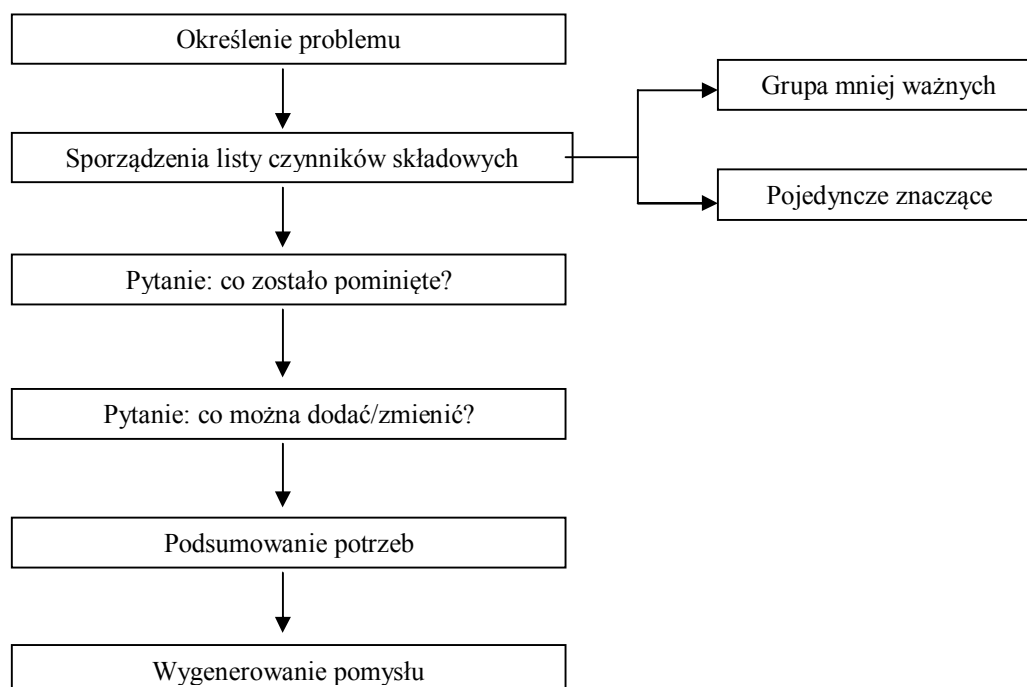 Określenie problemu
Grupa mniej ważnych
Sporządzenia listy czynników składowych
Pojedyncze znaczące
Pytanie: co zostało pominięte?
Pytanie: co można dodać/zmienić?
Podsumowanie potrzeb
Wygenerowanie pomysłu